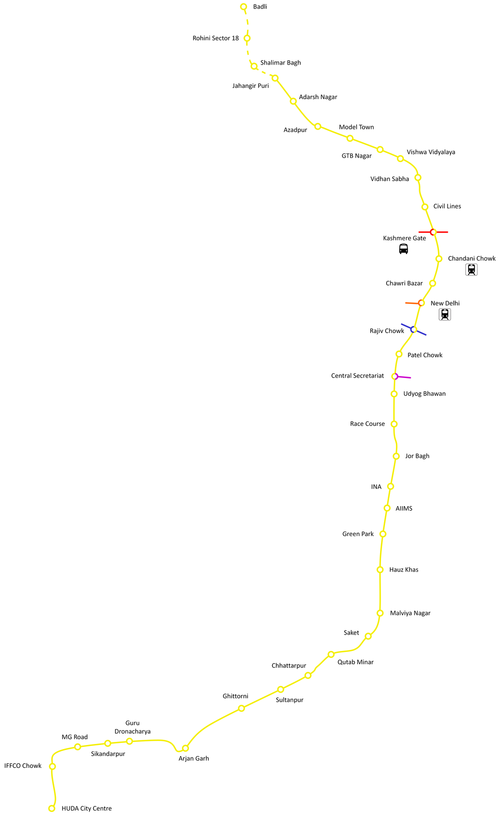 Badli
Rohini Sector 18
Shalimar Bagh
Jahangir Puri
Adarsh Nagar
Azadpur
Model Town
GTB Nagar
Vishwa Vidyalaya
Vidhan Sabha
Civil Lines
Kashmere Gate
Chandani Chowk
Chawri Bazar
New Delhi
Rajiv Chowk
Patel Chowk
Central Secretariat
Udyog Bhawan
Race Course
Jor Bagh
INA
AIIMS
Green Park
Hauz Khas
Malviya Nagar
Saket
Qutab Minar
Chhattarpur
Sultanpur
Ghittorni
Arjan Garh
Guru
Dronacharya
Sikandarpur
MG Road
IFFCO Chowk
HUDA City Centre